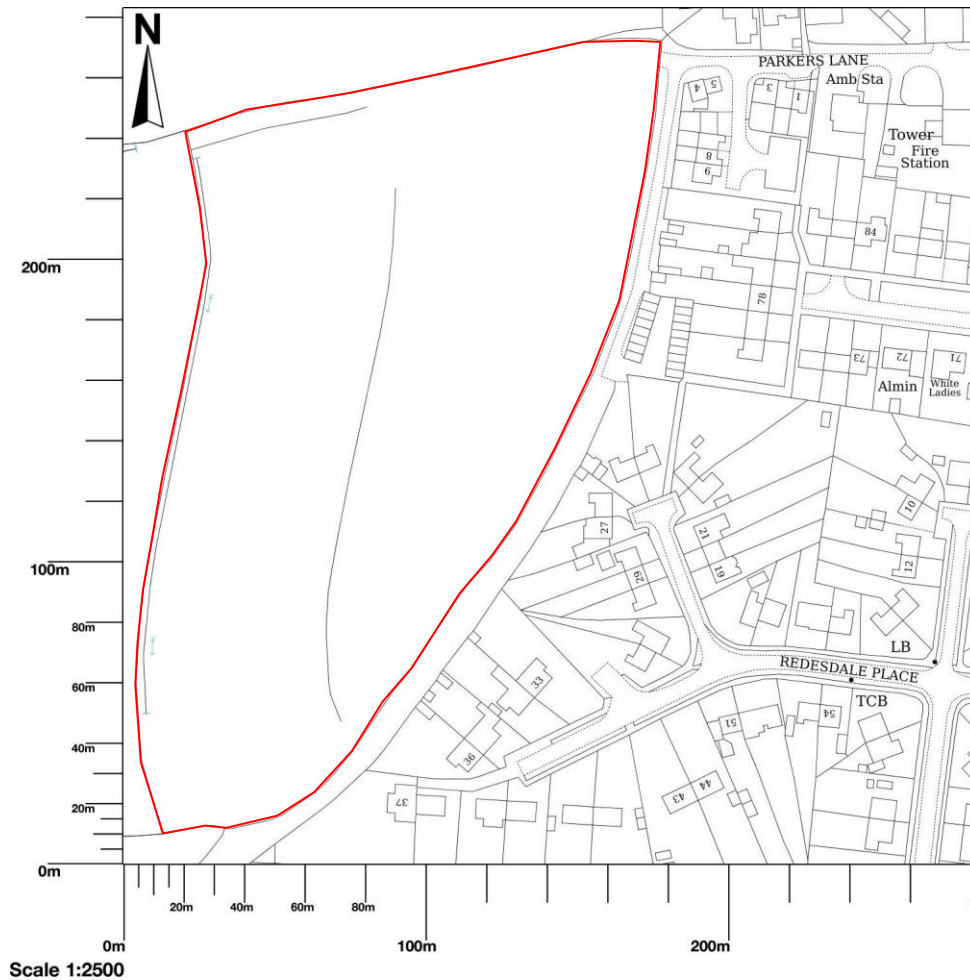 N
PARKERS LANE
Amb Sta
4
5
3
1
Tower
Fire
Station
8
9
84
200m
78
73
72
71
Almin
White
Ladies
27
21
10
29
19
12
100m
80m
LB
REDESDALE PLACE
33
60m
TCB
51
54
40m
36
43
44
37
20m
0m
20m
40m
60m
80m
0m
100m
200m
Scale 1:2500